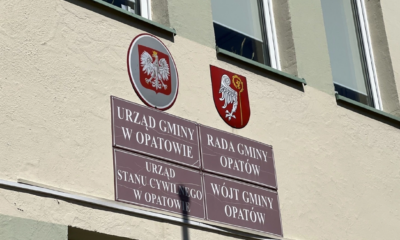 URZĄD GMINY
W OPATOWIE
RADA GMINY
OPATÓW
URZĄD
STANU CYWILNEGO
W OPATOWIE
WÓJT GMINY
OPATÓW